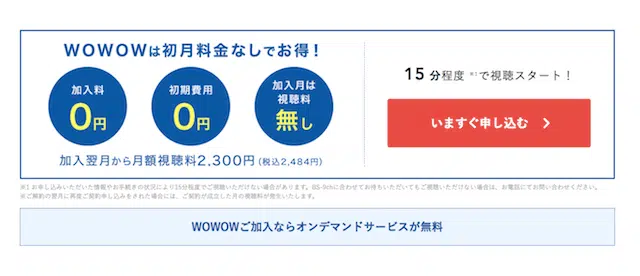 WOWOWは初月料金なしでお得！
加入料
0円
初期費用
0円
加入月は
視聴料
無し
加入翌月から月額視聴料2,300円（税込2,484円）
15分程度 ※1 で視聴スタート！
いますぐ申し込む
※1 お申し込みいただいた情報やお手続きの状況により15分程度でご視聴いただけない場合があります。BS-9chに合わせてお待ちいただいてもご視聴いただけない場合は、お電話にてお問い合わせください。
※ご解約の翌月に再度ご契約申し込みをされた場合には、ご契約が成立した月の視聴料が発生いたします。
WOWOWご加入ならオンデマンドサービスが無料